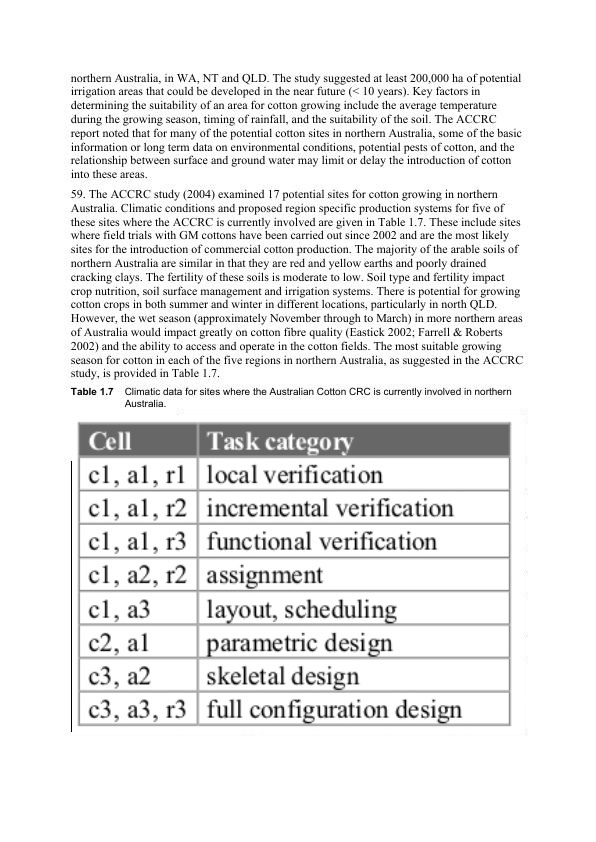 northern Australia, in WA, NT and QLD. The study suggested at least 200,000 ha of potential
irrigation areas that could be developed in the near future (< 10 years). Key factors in
determining the suitability of an area for cotton growing include the average temperature
during the growing season, timing of rainfall, and the suitability of the soil. The ACCRC
report noted that for many of the potential cotton sites in northern Australia, some of the basic
information or long term data on environmental conditions, potential pests of cotton, and the
relationship between surface and ground water may limit or delay the introduction of cotton
into these areas.
59. The ACCRC study (2004) examined 17 potential sites for cotton growing in northern
Australia. Climatic conditions and proposed region specific production systems for five of
these sites where the ACCRC is currently involved are given in Table 1.7. These include sites
where field trials with GM cottons have been carried out since 2002 and are the most likely
sites for the introduction of commercial cotton production. The majority of the arable soils of
northern Australia are similar in that they are red and yellow earths and poorly drained
cracking clays. The fertility of these soils is moderate to low. Soil type and fertility impact
crop nutrition, soil surface management and irrigation systems. There is potential for growing
cotton crops in both summer and winter in different locations, particularly in north QLD.
However, the wet season (approximately November through to March) in more northern areas
of Australia would impact greatly on cotton fibre quality (Eastick 2002; Farrell & Roberts
2002) and the ability to access and operate in the cotton fields. The most suitable growing
season for cotton in each of the five regions in northern Australia, as suggested in the ACCRC
study, is provided in Table 1.7.
Table 1.7 Climatic data for sites where the Australian Cotton CRC is currently involved in northern
Australia.
Cell Task category
c1, a1, r1 local verification
c1, a1, r2 incremental verification
c1, a1, r3 functional verification
c1, a2, r2 assignment
c1, a3 layout, scheduling
c2, a1 parametric design
c3, a2 skeletal design
c3, a3, r3 full configuration design